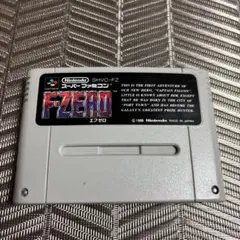 Nintendo SHVC-FZ
スーパーファミコン
F-ZERO
エフゼロ
THIS IS THE FIRST ADVENTURE OF
OUR NEW HERO, "CAPTAIN FALCON"
LITTLE IS KNOWN ABOUT HIM, EXCEPT
THAT HE WAS BORN IN THE CITY OF
"PORT TOWN" AND HAS BECOME THE
GALAXY'S GREATEST PRIZE HUNTER.